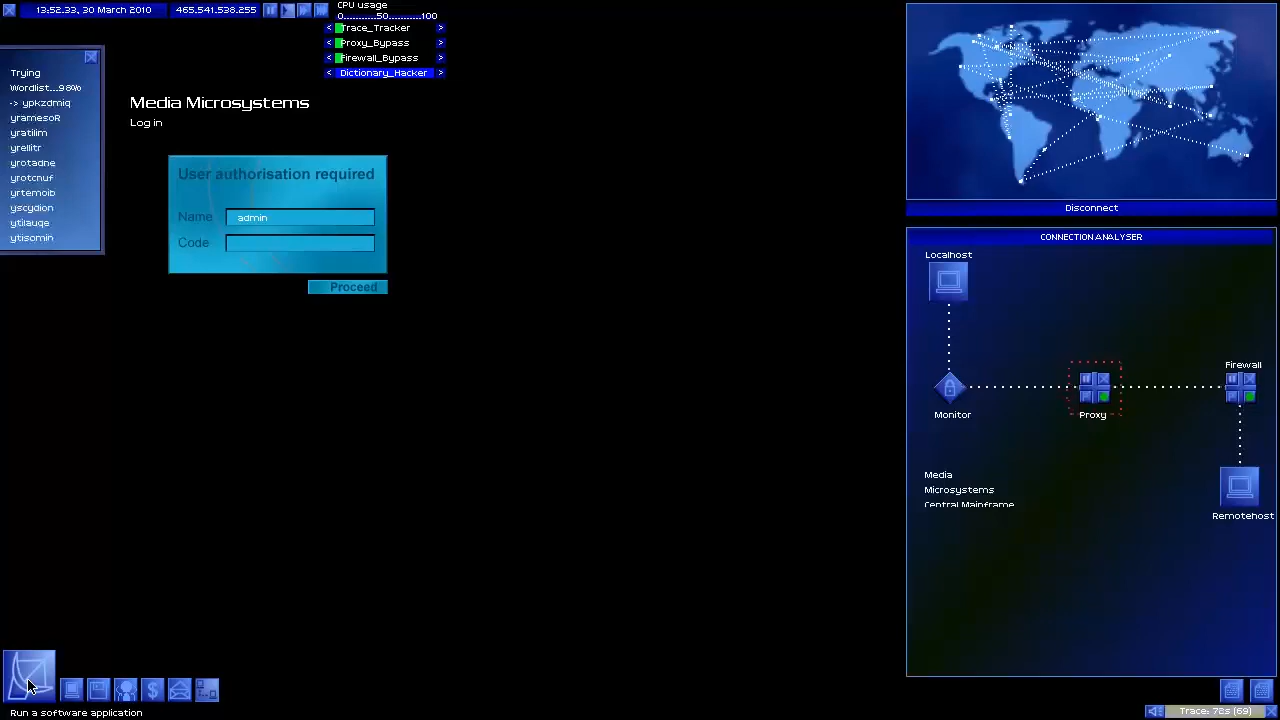 13:52.33, 30 March 2010
465.541.538.255
CPU usage
0...........50...........100
< Trace_Tracker >
< Proxy_Bypass >
< Firewall_Bypass >
< Dictionary_Hacker >
Trying
Wordlist...98%
-> ypkzdmiq
yramesoR
yratilim
yrellitr
yrotadne
yrotcnuf
yrtemoib
yscydion
ytilauqe
ytisomin
Media Microsystems
Log in
User authorisation required
Name admin
Code
Proceed
Disconnect
CONNECTION ANALYSER
Localhost
Firewall
Monitor
Proxy
Media
Microsystems
Central Mainframe
Remotehost
$
Run a software application
Trace: 78s (69)